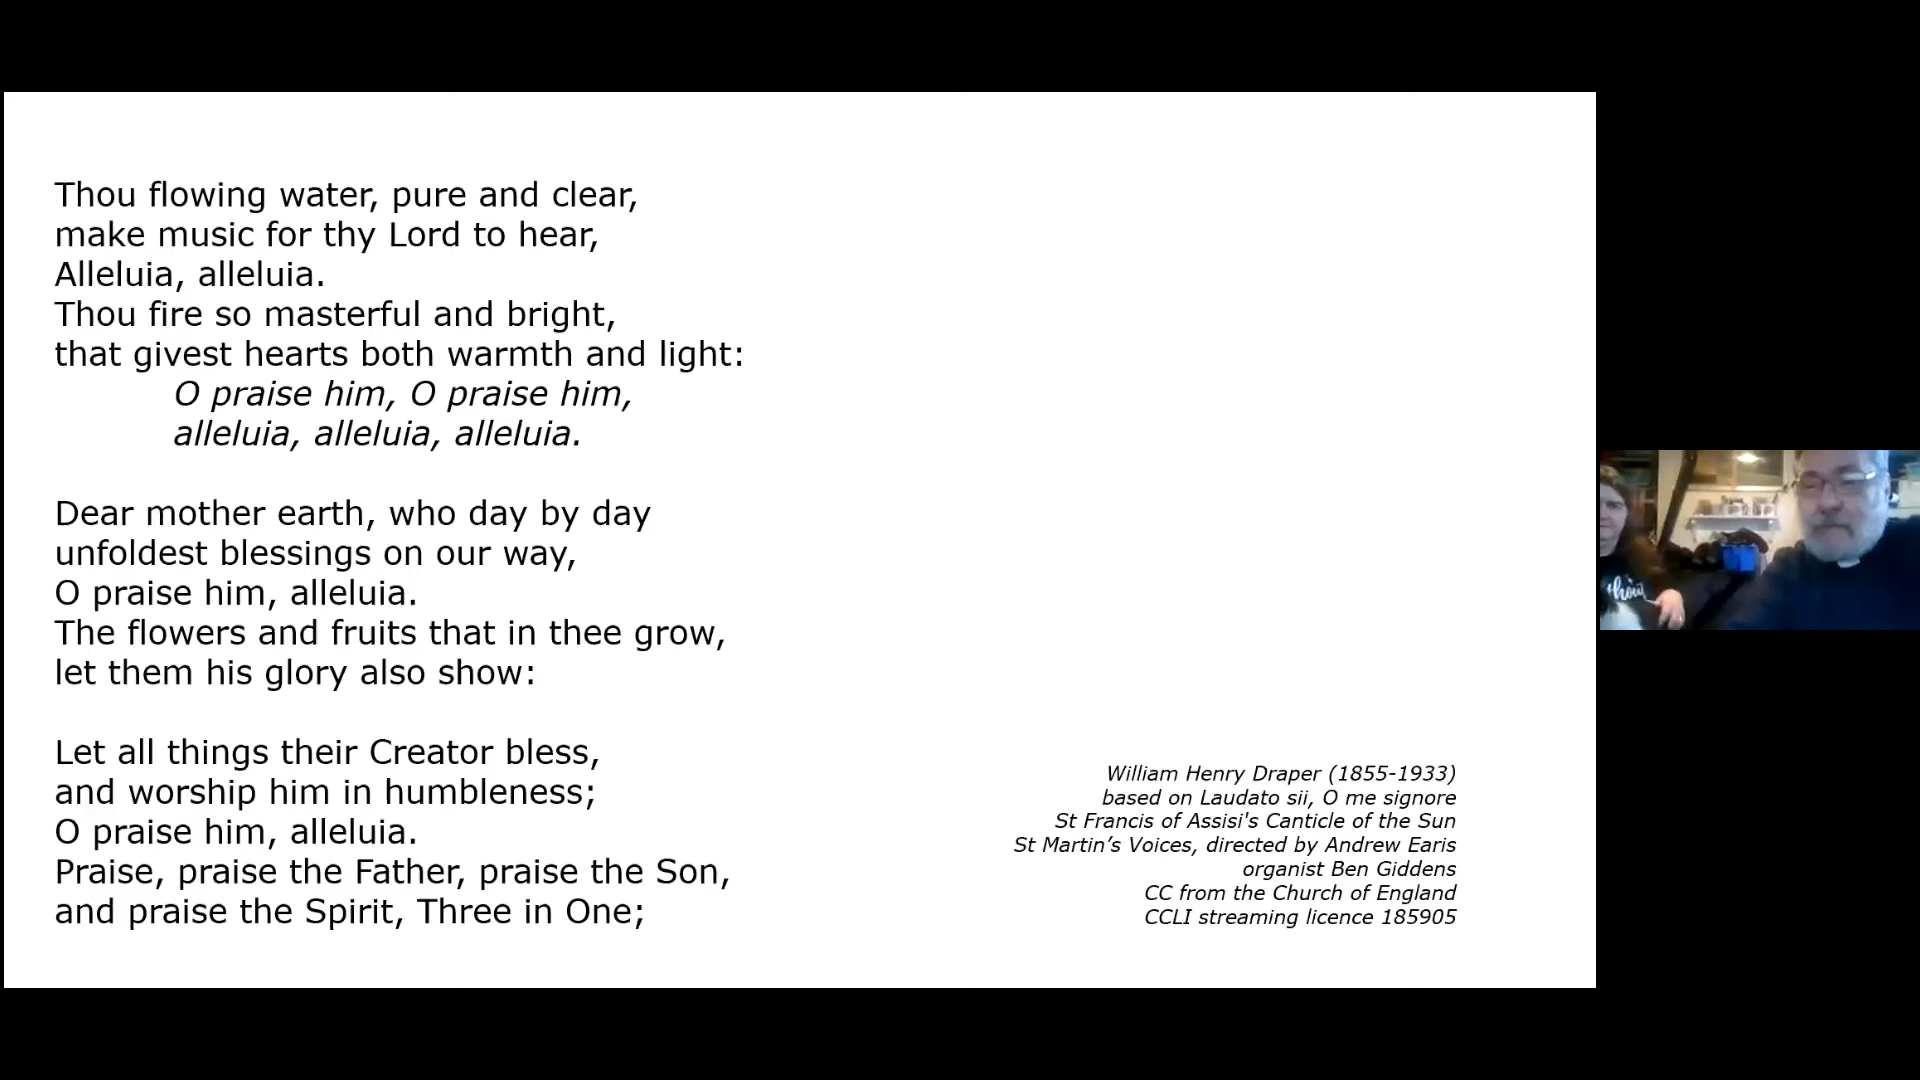 Thou flowing water, pure and clear,
make music for thy Lord to hear,
Alleluia, alleluia.
Thou fire so masterful and bright,
that givest hearts both warmth and light:
O praise him, O praise him,
alleluia, alleluia, alleluia.
Dear mother earth, who day by day
unfoldest blessings on our way,
O praise him, alleluia.
The flowers and fruits that in thee grow,
let them his glory also show:
Let all things their Creator bless,
and worship him in humbleness;
O praise him, alleluia.
Praise, praise the Father, praise the Son,
and praise the Spirit, Three in One;
William Henry Draper (1855-1933)
based on Laudato sii, O me signore
St Francis of Assisi's Canticle of the Sun
St Martin’s Voices, directed by Andrew Earis
organist Ben Giddens
CC from the Church of England
CCLI streaming licence 185905